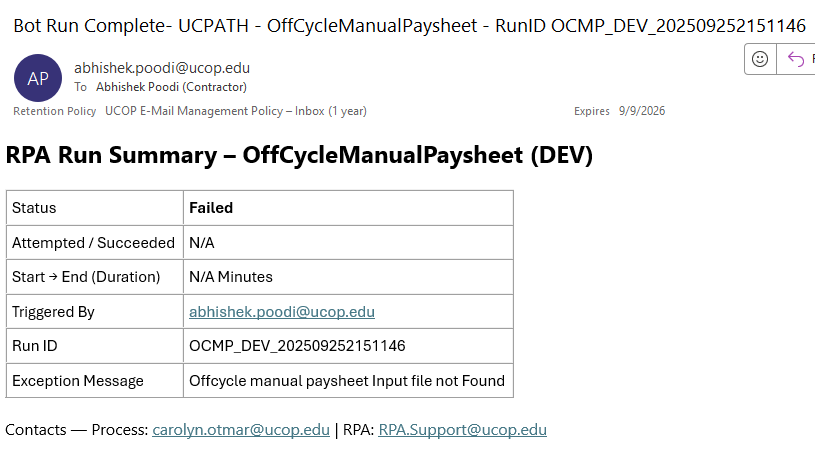 Bot Run Complete- UCPATH - OffCycleManualPaysheet - RunID OCMP_DEV_202509252151146
AP
abhishek.poodi@ucop.edu
To Abhishek Poodi (Contractor)
Retention Policy UCOP E-Mail Management Policy – Inbox (1 year) Expires 9/9/2026
RPA Run Summary – OffCycleManualPaysheet (DEV)
Status Failed
Attempted / Succeeded N/A
Start → End (Duration) N/A Minutes
Triggered By abhishek.poodi@ucop.edu
Run ID OCMP_DEV_202509252151146
Exception Message Offcycle manual paysheet Input file not Found
Contacts — Process: carolyn.otmar@ucop.edu | RPA: RPA.Support@ucop.edu